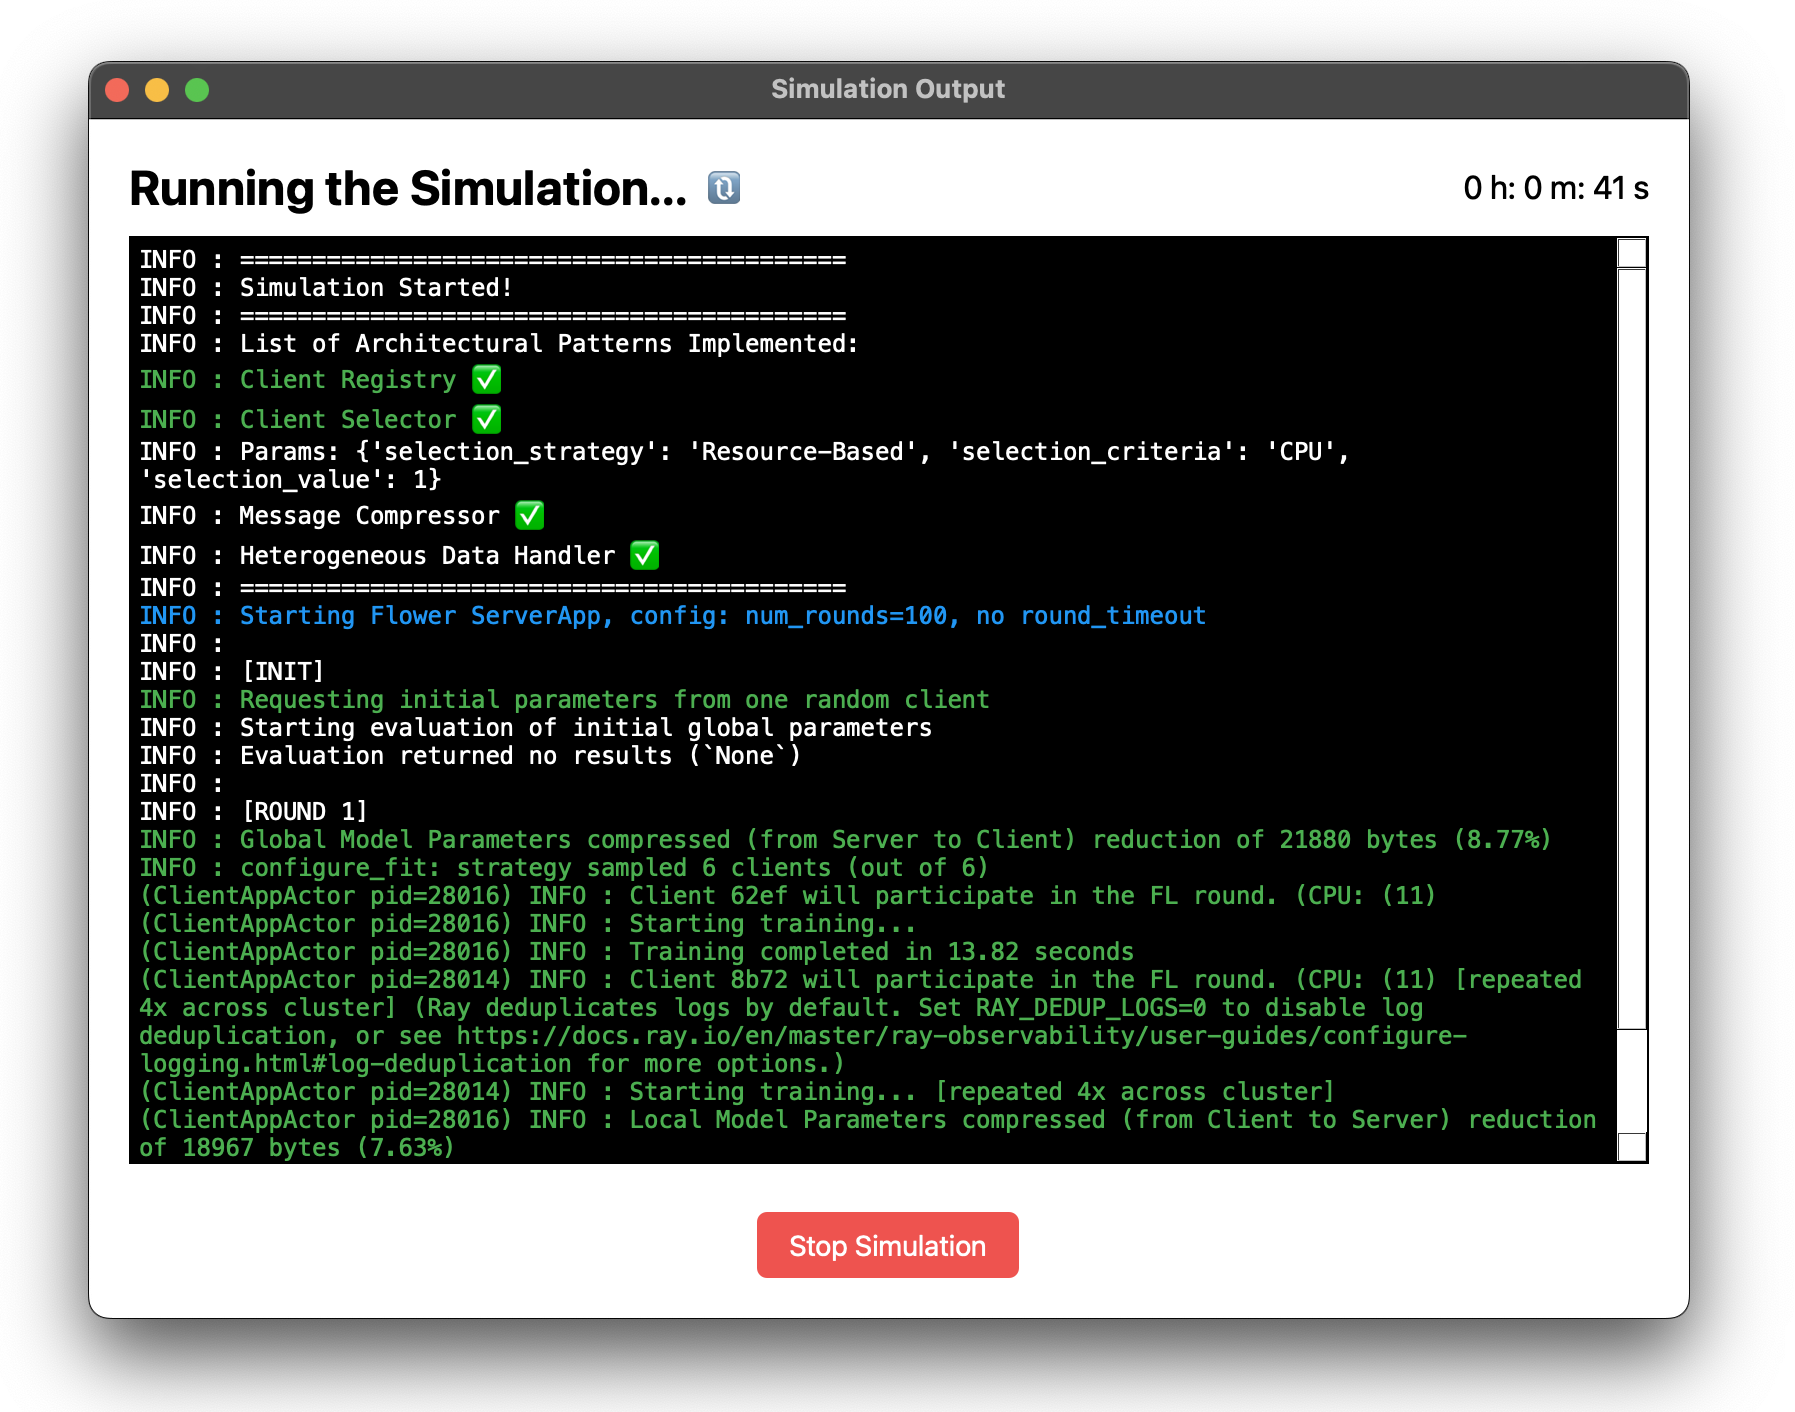 Simulation Output
Running the Simulation... 🔃
0 h: 0 m: 41 s
INFO : ==========================================
INFO : Simulation Started!
INFO : ==========================================
INFO : List of Architectural Patterns Implemented:
INFO : Client Registry ✅
INFO : Client Selector ✅
INFO : Params: {'selection_strategy': 'Resource-Based', 'selection_criteria': 'CPU',
'selection_value': 1}
INFO : Message Compressor ✅
INFO : Heterogeneous Data Handler ✅
INFO : ==========================================
INFO : Starting Flower ServerApp, config: num_rounds=100, no round_timeout
INFO :
INFO : [INIT]
INFO : Requesting initial parameters from one random client
INFO : Starting evaluation of initial global parameters
INFO : Evaluation returned no results (`None`)
INFO :
INFO : [ROUND 1]
INFO : Global Model Parameters compressed (from Server to Client) reduction of 21880 bytes (8.77%)
INFO : configure_fit: strategy sampled 6 clients (out of 6)
(ClientAppActor pid=28016) INFO : Client 62ef will participate in the FL round. (CPU: (11)
(ClientAppActor pid=28016) INFO : Starting training...
(ClientAppActor pid=28016) INFO : Training completed in 13.82 seconds
(ClientAppActor pid=28014) INFO : Client 8b72 will participate in the FL round. (CPU: (11) [repeated
4x across cluster] (Ray deduplicates logs by default. Set RAY_DEDUP_LOGS=0 to disable log
deduplication, or see https://docs.ray.io/en/master/ray-observability/user-guides/configure-
logging.html#log-deduplication for more options.)
(ClientAppActor pid=28014) INFO : Starting training... [repeated 4x across cluster]
(ClientAppActor pid=28016) INFO : Local Model Parameters compressed (from Client to Server) reduction
of 18967 bytes (7.63%)
Stop Simulation